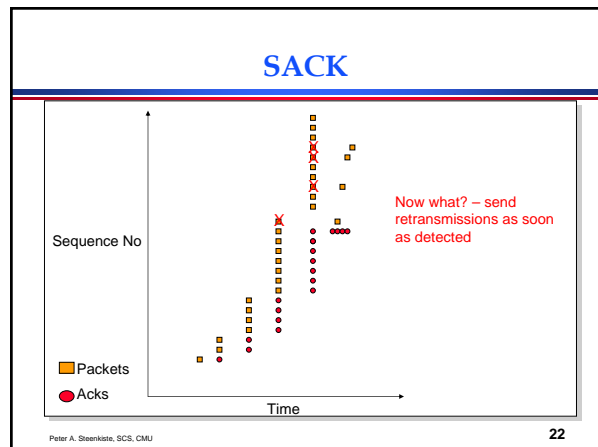 SACK
Now what? – send
retransmissions as soon
as detected
Sequence No
Packets
Acks
Time
Peter A. Steenkiste, SCS, CMU
22